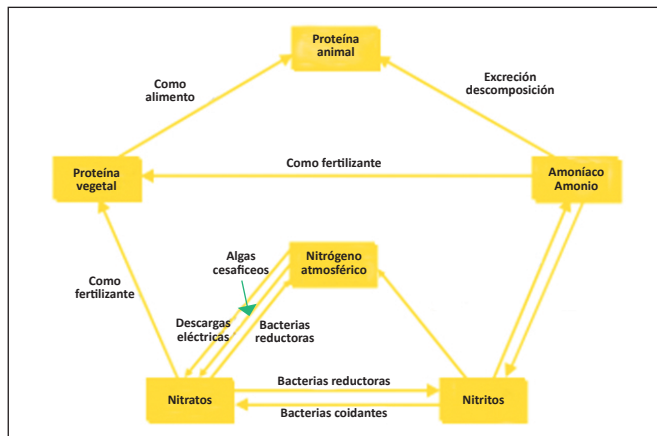 Proteína
animal
Como
alimento
Excreción
descomposición
Proteína
vegetal
Como fertilizante
Amoníaco
Amonio
Algas
cesaficeos
Nitrógeno
atmosférico
Como
fertilizante
Descargas
eléctricas
Bacterias
reductoras
Nitratos
Bacterias reductoras
Bacterias coidantes
Nitritos